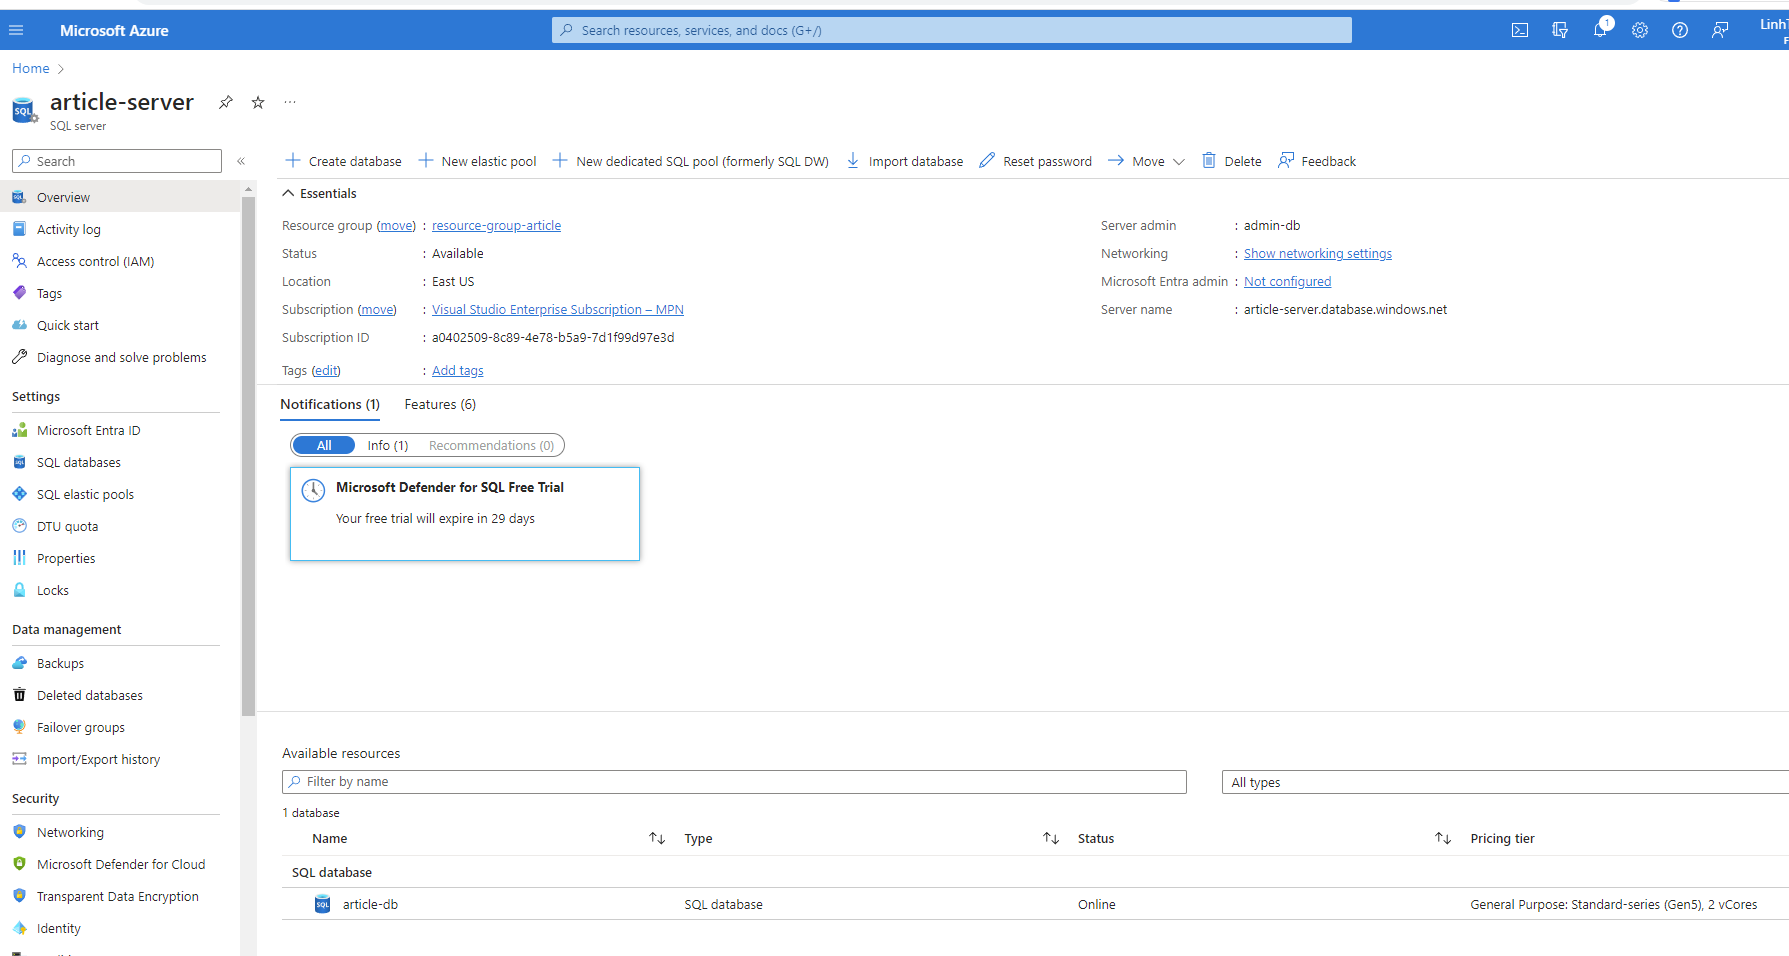 Microsoft Azure
Search resources, services, and docs (G+/)
1
Home
article-server
SQL server
Search
Create database
New elastic pool
New dedicated SQL pool (formerly SQL DW)
Import database
Reset password
Move
Delete
Feedback
Overview
Activity log
Access control (IAM)
Tags
Quick start
Diagnose and solve problems
Settings
Microsoft Entra ID
SQL databases
SQL elastic pools
DTU quota
Properties
Locks
Data management
Backups
Deleted databases
Failover groups
Import/Export history
Security
Networking
Microsoft Defender for Cloud
Transparent Data Encryption
Identity
Essentials
Resource group (move) : resource-group-article
Status : Available
Location : East US
Subscription (move) : Visual Studio Enterprise Subscription – MPN
Subscription ID : a0402509-8c89-4e78-b5a9-7d1f99d97e3d
Tags (edit) : Add tags
Server admin : admin-db
Networking : Show networking settings
Microsoft Entra admin : Not configured
Server name : article-server.database.windows.net
Notifications (1) Features (6)
All Info (1) Recommendations (0)
Microsoft Defender for SQL Free Trial
Your free trial will expire in 29 days
Available resources
Filter by name
All types
1 database
Name Type Status Pricing tier
SQL database
article-db SQL database Online General Purpose: Standard-series (Gen5), 2 vCores